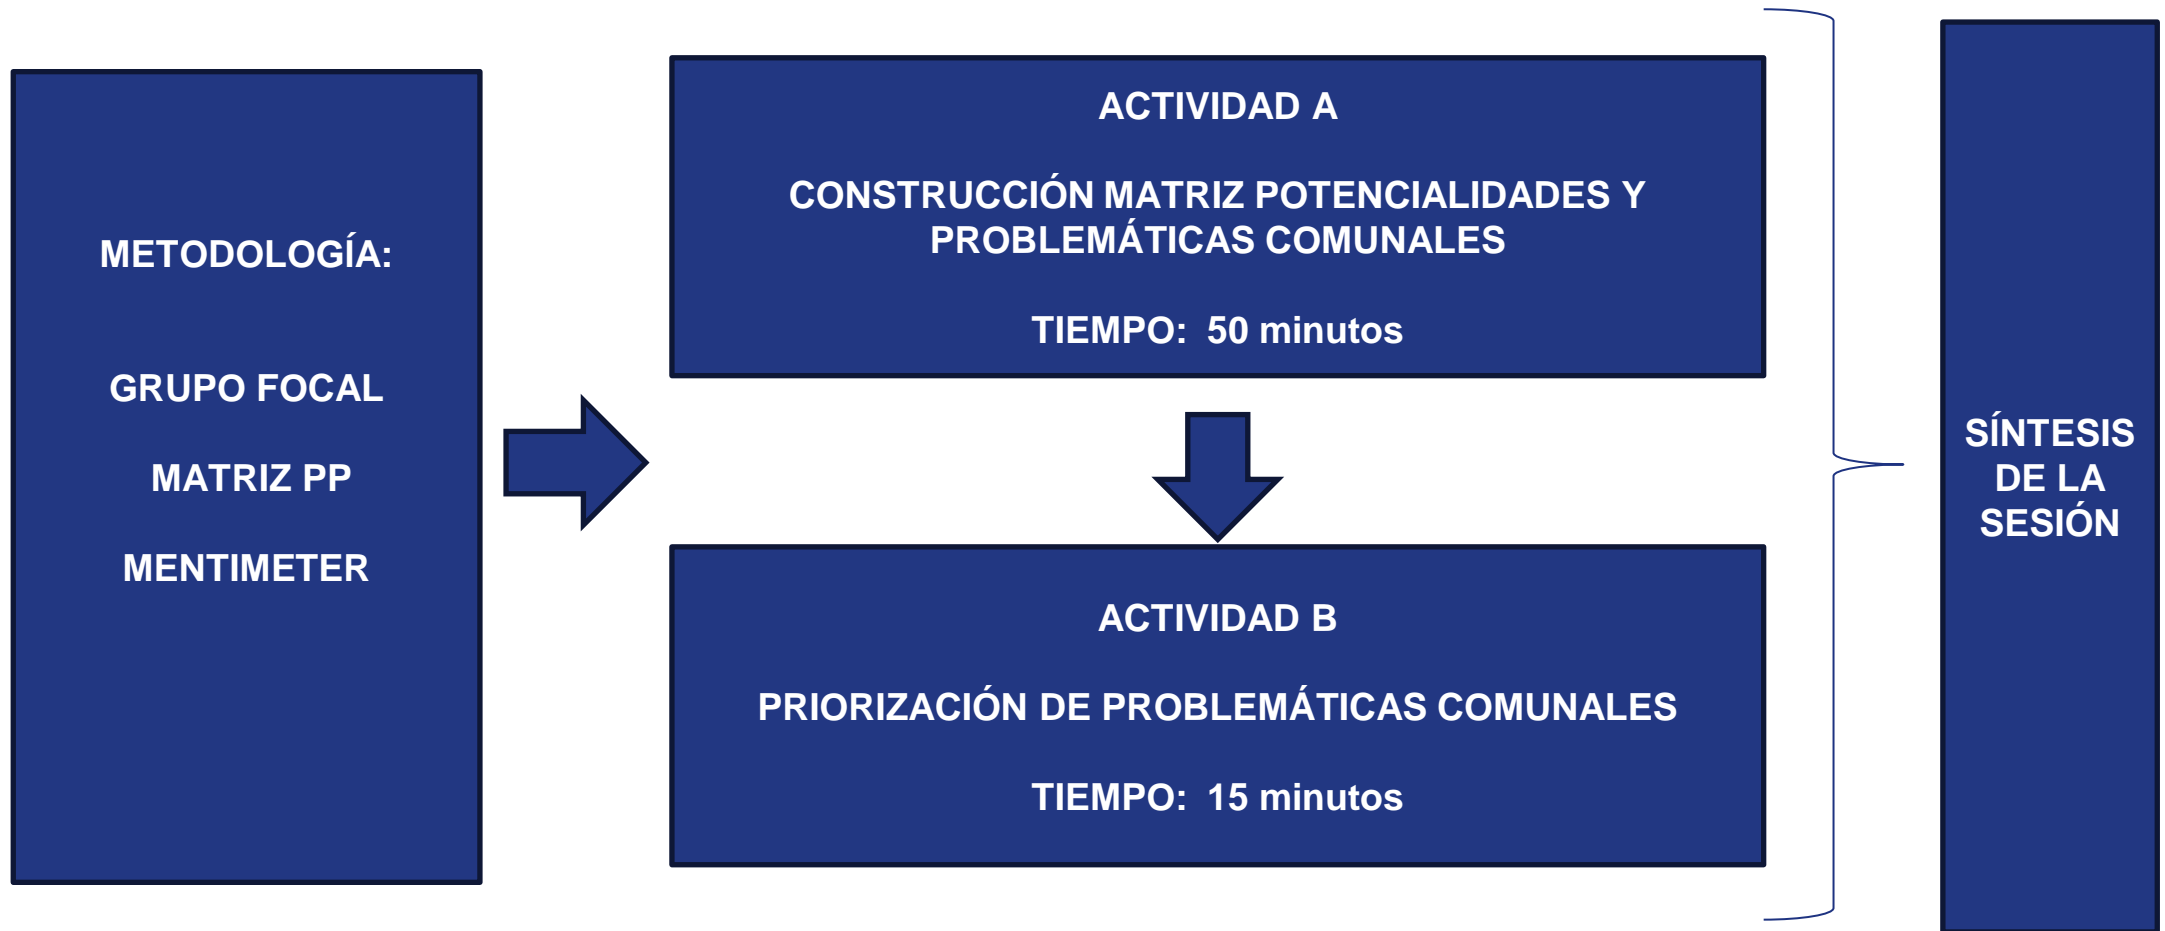 METODOLOGÍA:
GRUPO FOCAL
MATRIZ PP
MENTIMETER
ACTIVIDAD A
CONSTRUCCIÓN MATRIZ POTENCIALIDADES Y
PROBLEMÁTICAS COMUNALES
TIEMPO: 50 minutos
ACTIVIDAD B
PRIORIZACIÓN DE PROBLEMÁTICAS COMUNALES
TIEMPO: 15 minutos
SÍNTESIS
DE LA
SESIÓN